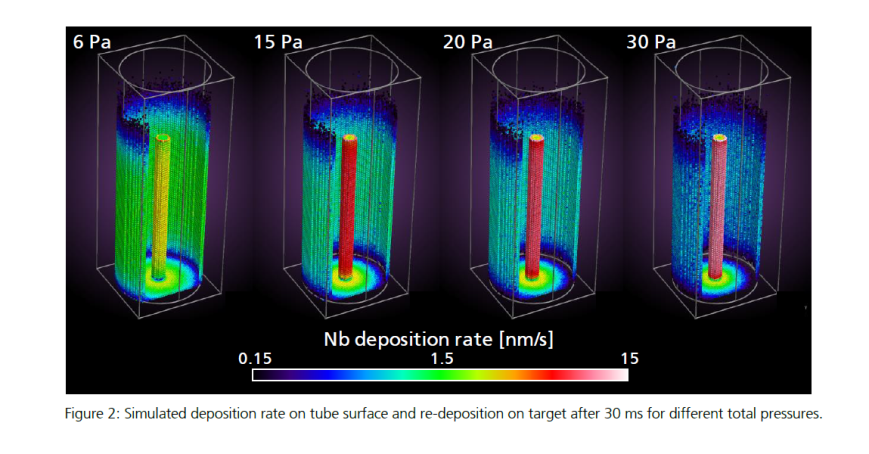 6 Pa 15 Pa 20 Pa 30 Pa
Nb deposition rate [nm/s]
0.15 1.5 15
Figure 2: Simulated deposition rate on tube surface and re-deposition on target after 30 ms for different total pressures.